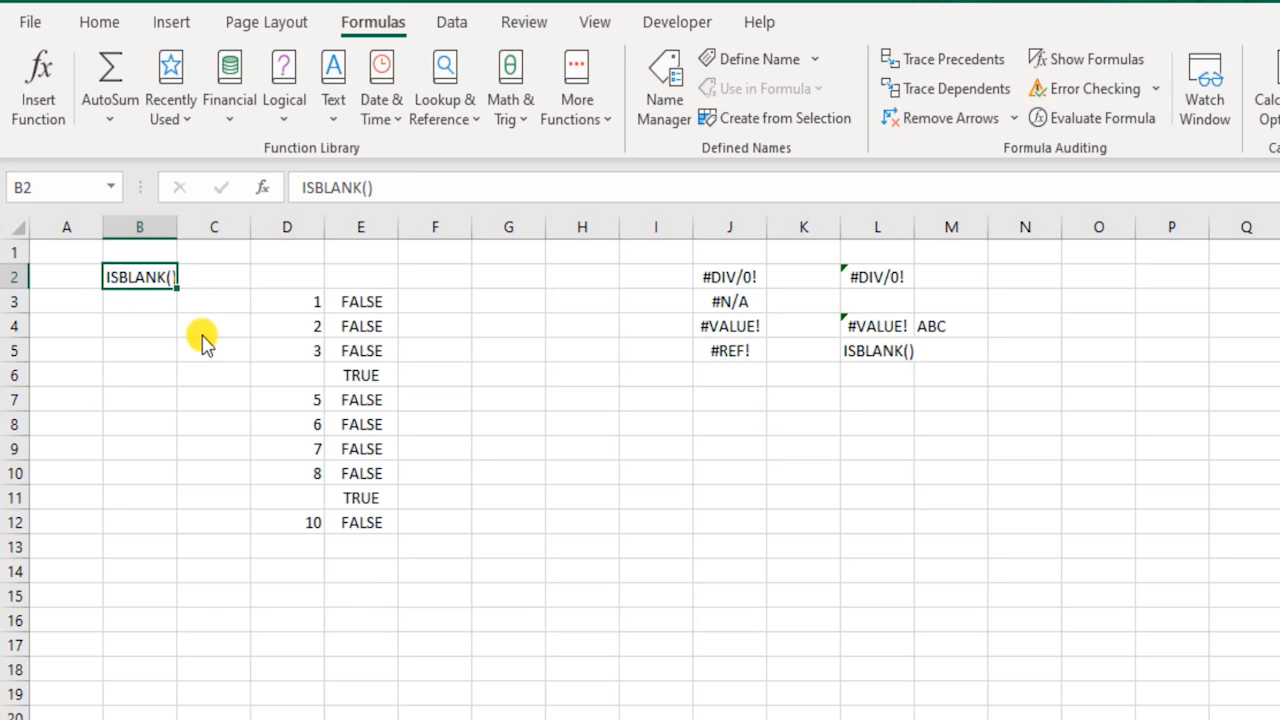 File Home Insert Page Layout Formulas Data Review View Developer Help
fx Σ ? A θ
Insert Function AutoSum Recently Used Financial Logical Text Date & Time Lookup & Reference Math & Trig More Functions
Function Library
Name Manager
Define Name
Use in Formula
Create from Selection
Defined Names
Trace Precedents Show Formulas
Trace Dependents Error Checking
Remove Arrows Evaluate Formula
Formula Auditing
Watch Window
B2 fx ISBLANK()
A B C D E F G H I J K L M N O P Q
1
2 ISBLANK() #DIV/0! #DIV/0!
3 1 FALSE #N/A
4 2 FALSE #VALUE! #VALUE! ABC
5 3 FALSE #REF! ISBLANK()
6 TRUE
7 5 FALSE
8 6 FALSE
9 7 FALSE
10 8 FALSE
11 TRUE
12 10 FALSE
13
14
15
16
17
18
19
20